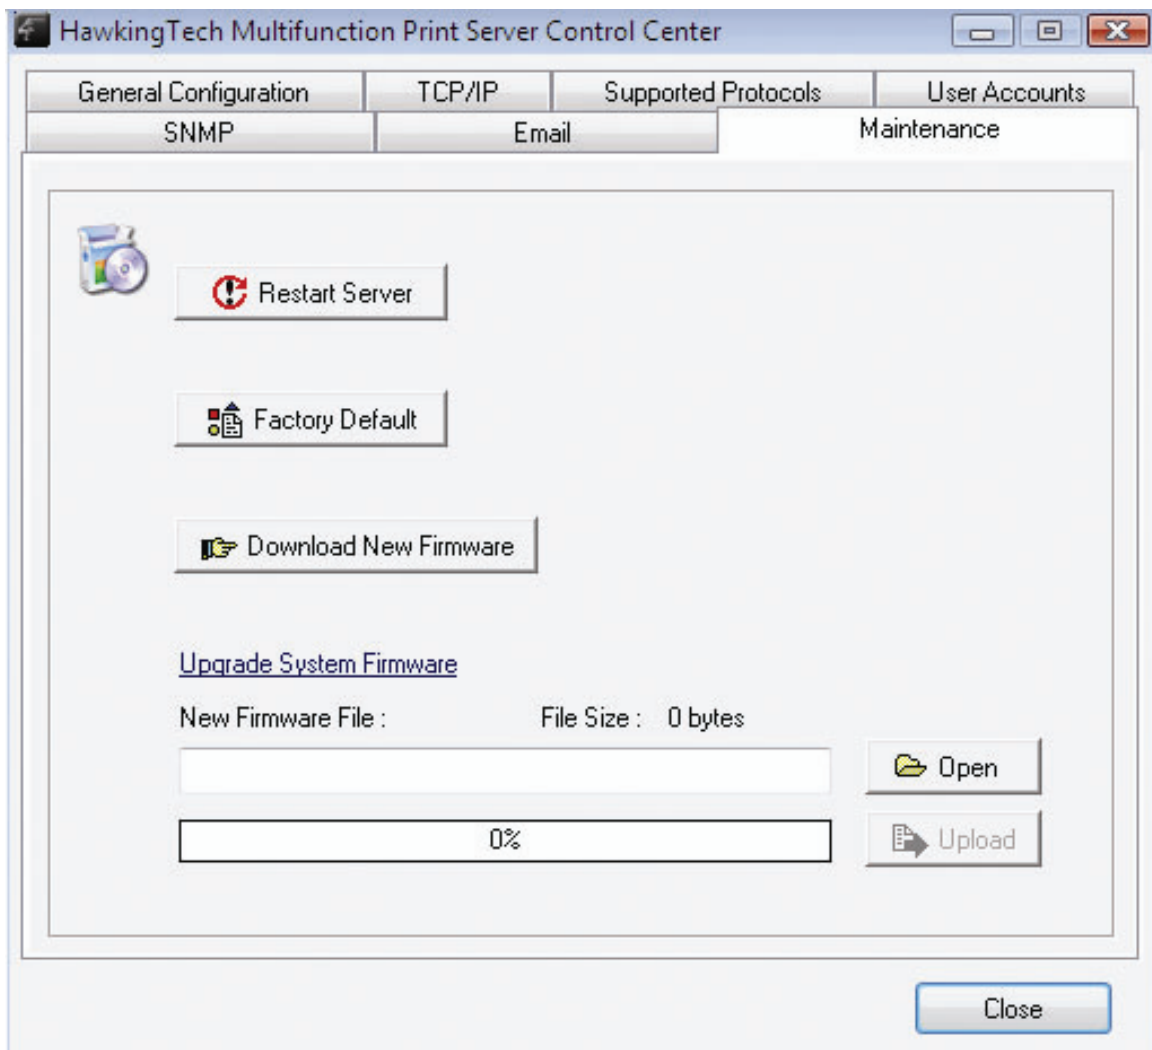 HawkingTech Multifunction Print Server Control Center
General Configuration TCP/IP Supported Protocols User Accounts
SNMP Email Maintenance
Restart Server
Factory Default
Download New Firmware
Upgrade System Firmware
New Firmware File : File Size : 0 bytes
Open
0%
Upload
Close